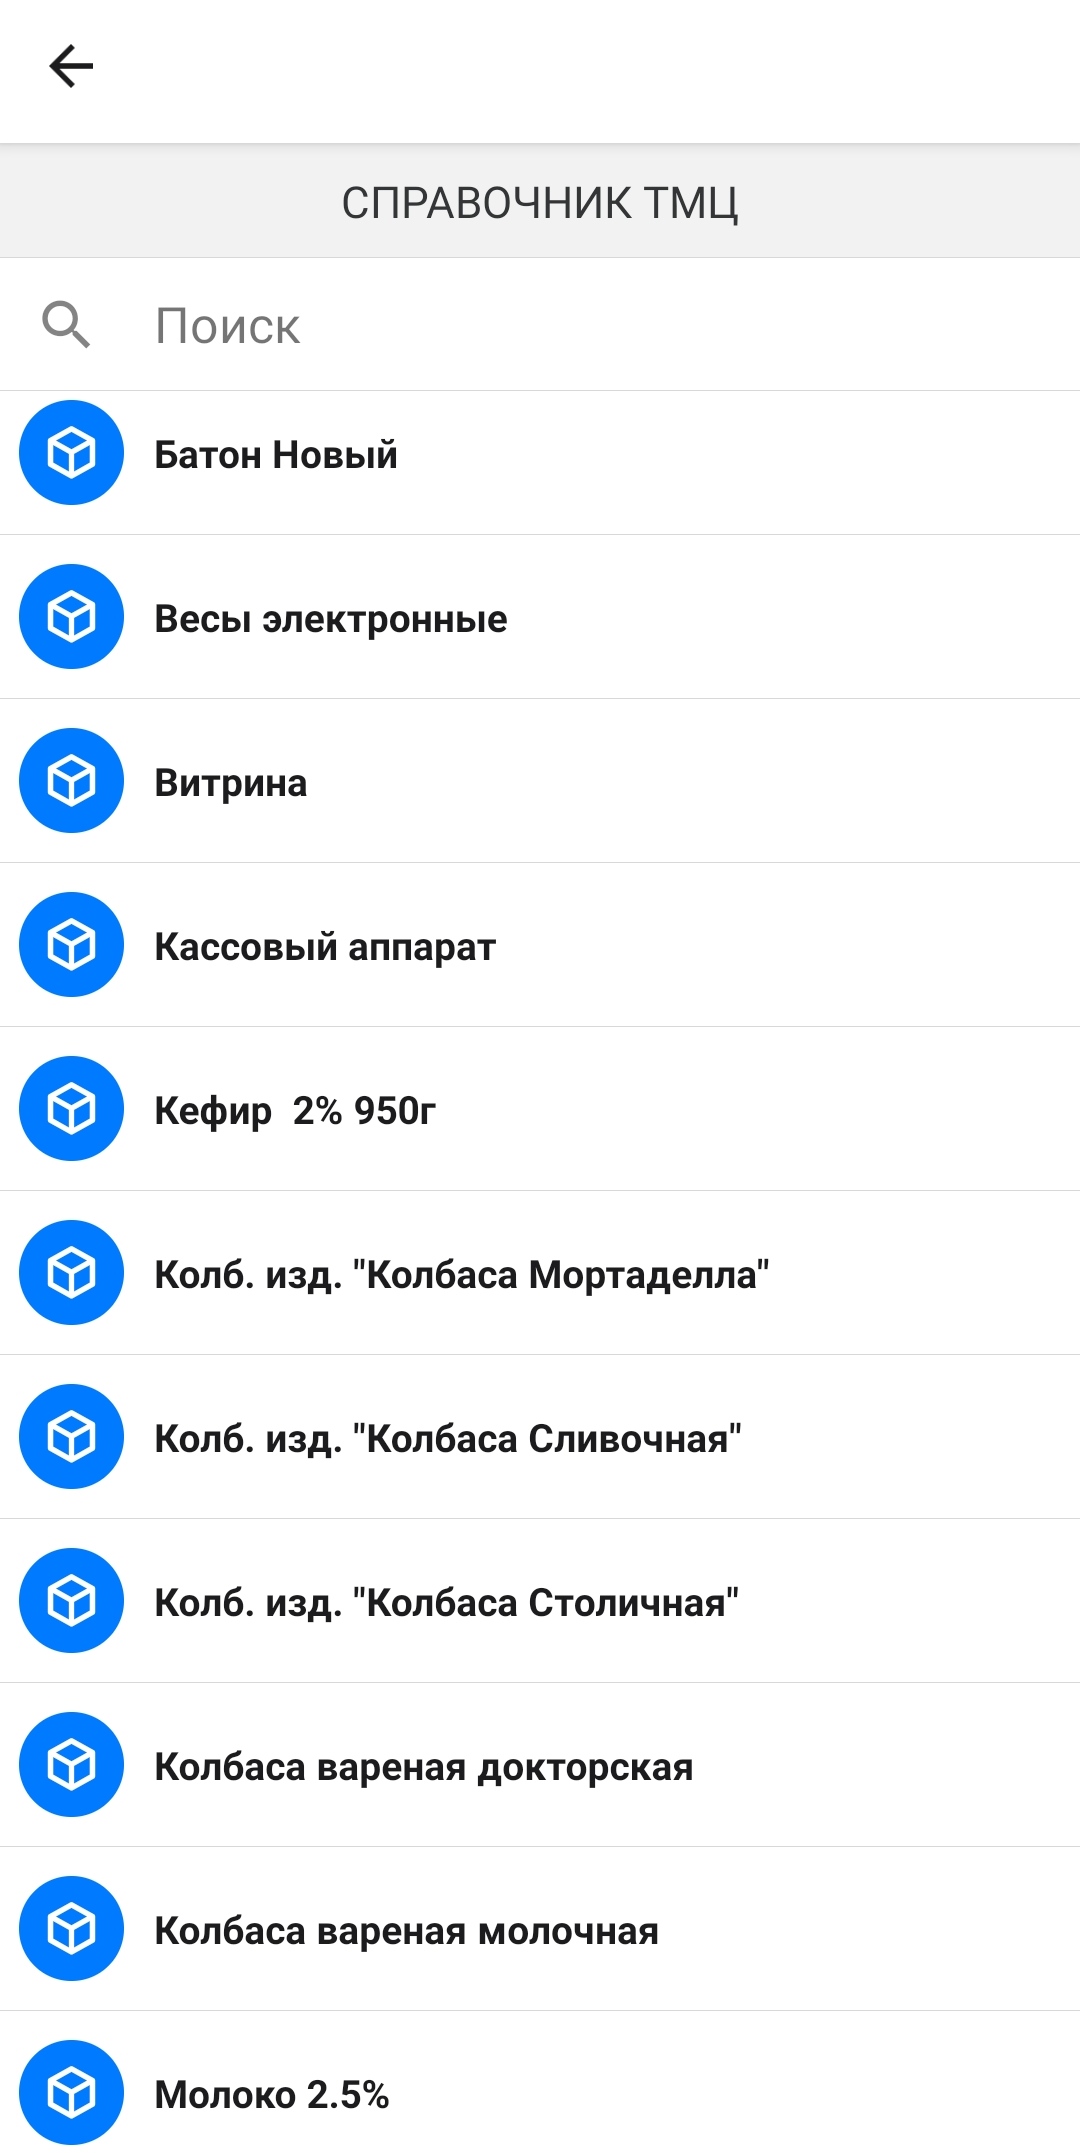 СПРАВОЧНИК ТМЦ
Поиск
Батон Новый
Весы электронные
Витрина
Кассовый аппарат
Кефир  2% 950г
Колб. изд. "Колбаса Мортаделла"
Колб. изд. "Колбаса Сливочная"
Колб. изд. "Колбаса Столичная"
Колбаса вареная докторская
Колбаса вареная молочная
Молоко 2.5%